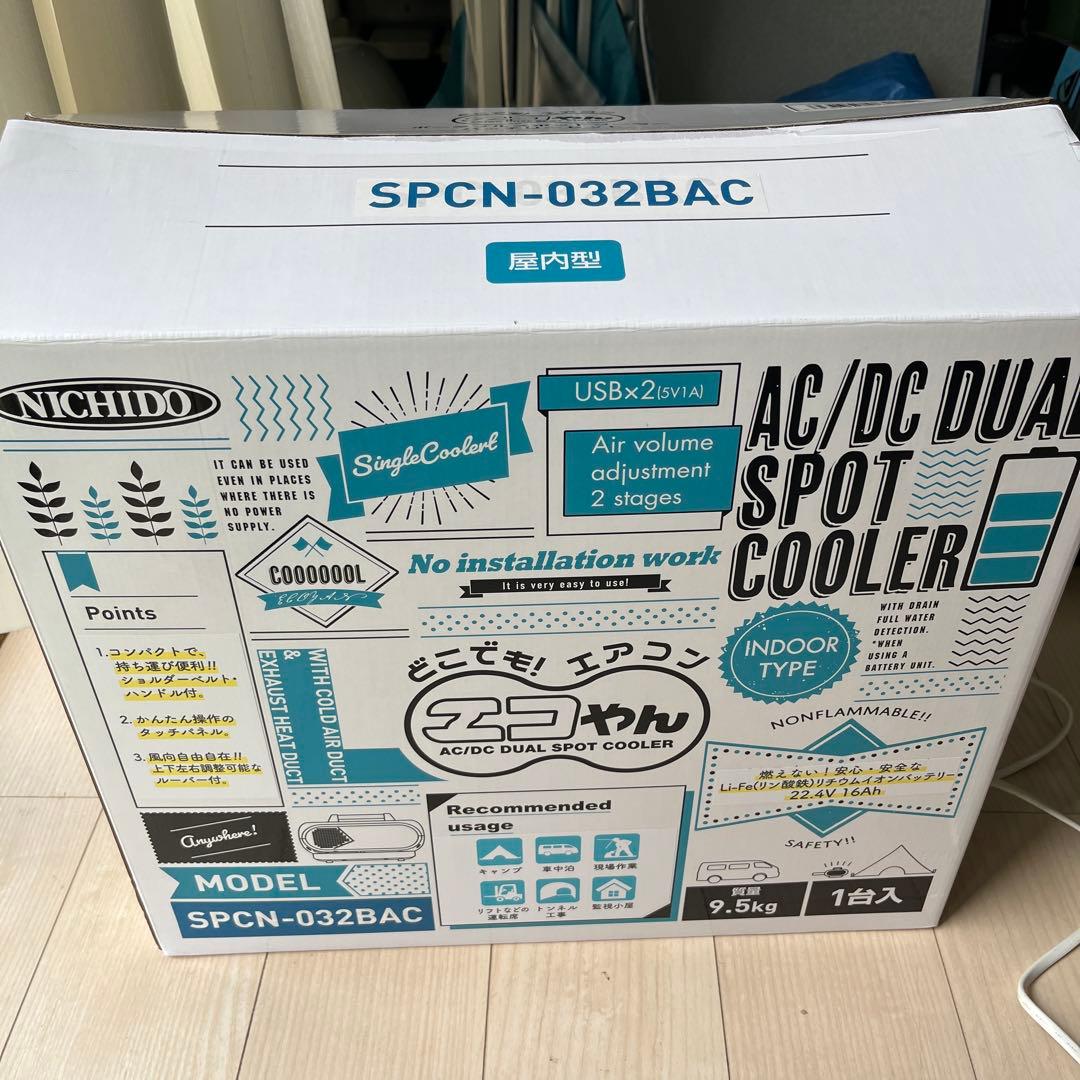 エコやん
SPCN-032BAC
屋内型
NICHIDO
IT CAN BE USED
EVEN IN PLACES
WHERE THERE IS
NO POWER
SUPPLY.
SingleCooler!
USB×2(5V1A)
Air volume
adjustment
2 stages
AC/DC DUAL
SPOT
COOLER
COOOOOOL
ECOYAN
No installation work
It is very easy to use!
WITH DRAIN
FULL WATER
DETECTION.
*WHEN
USING A
BATTERY UNIT.
Points
1.コンパクトで、
持ち運び便利!!
ショルダーベルト・
ハンドル付。
2.かんたん操作の
タッチパネル。
3.風向自由自在!!
上下左右調整可能な
ルーバー付。
WITH COLD AIR DUCT
&
EXHAUST HEAT DUCT
どこでも! エアコン
エコやん
AC/DC DUAL SPOT COOLER
INDOOR
TYPE
NONFLAMMABLE!!
燃えない!安心・安全な
Li-Fe(リン酸鉄)リチウムイオンバッテリー
22.4V 16Ah
SAFETY!!
Anywhere!
MODEL
SPCN-032BAC
Recommended
usage
キャンプ
車中泊
現場作業
リフトなどの
運転席
トンネル
工事
監視小屋
質量
9.5kg
1台入